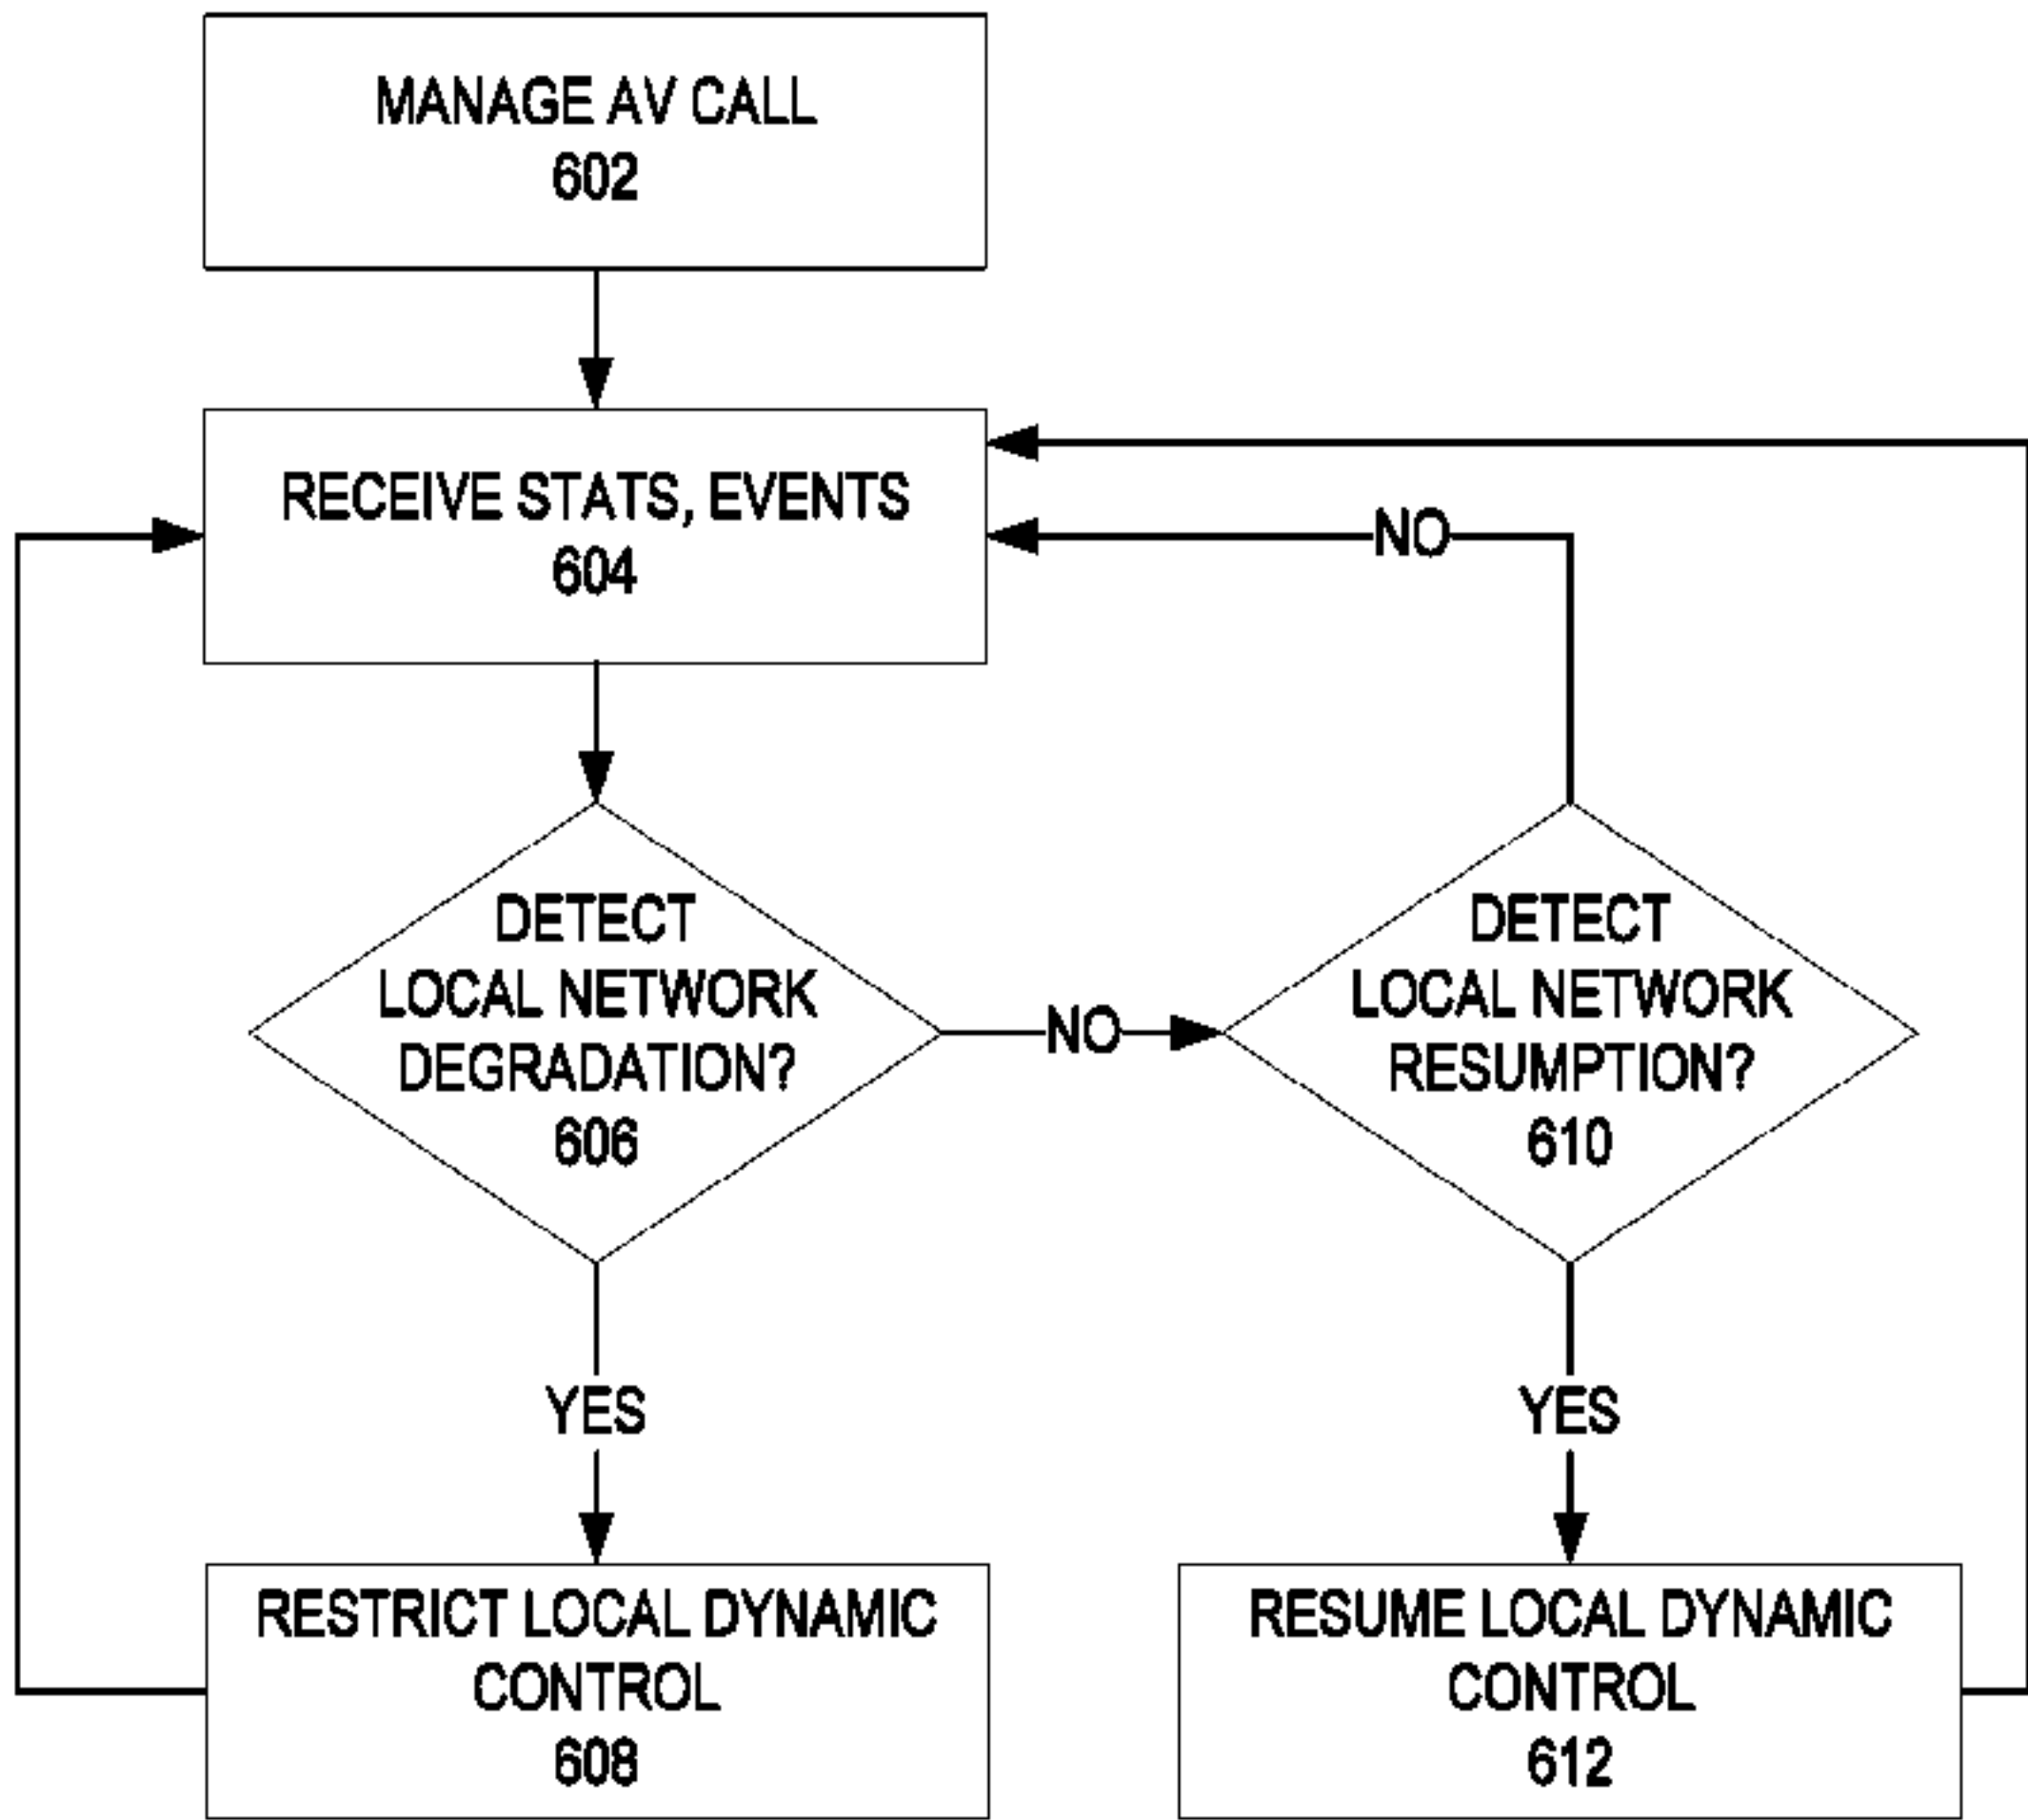 MANAGE AV CALL
602
RECEIVE STATS, EVENTS
604
NO
DETECT
LOCAL NETWORK
DEGRADATION?
606
NO
DETECT
LOCAL NETWORK
RESUMPTION?
610
YES
YES
RESTRICT LOCAL DYNAMIC
CONTROL
608
RESUME LOCAL DYNAMIC
CONTROL
612